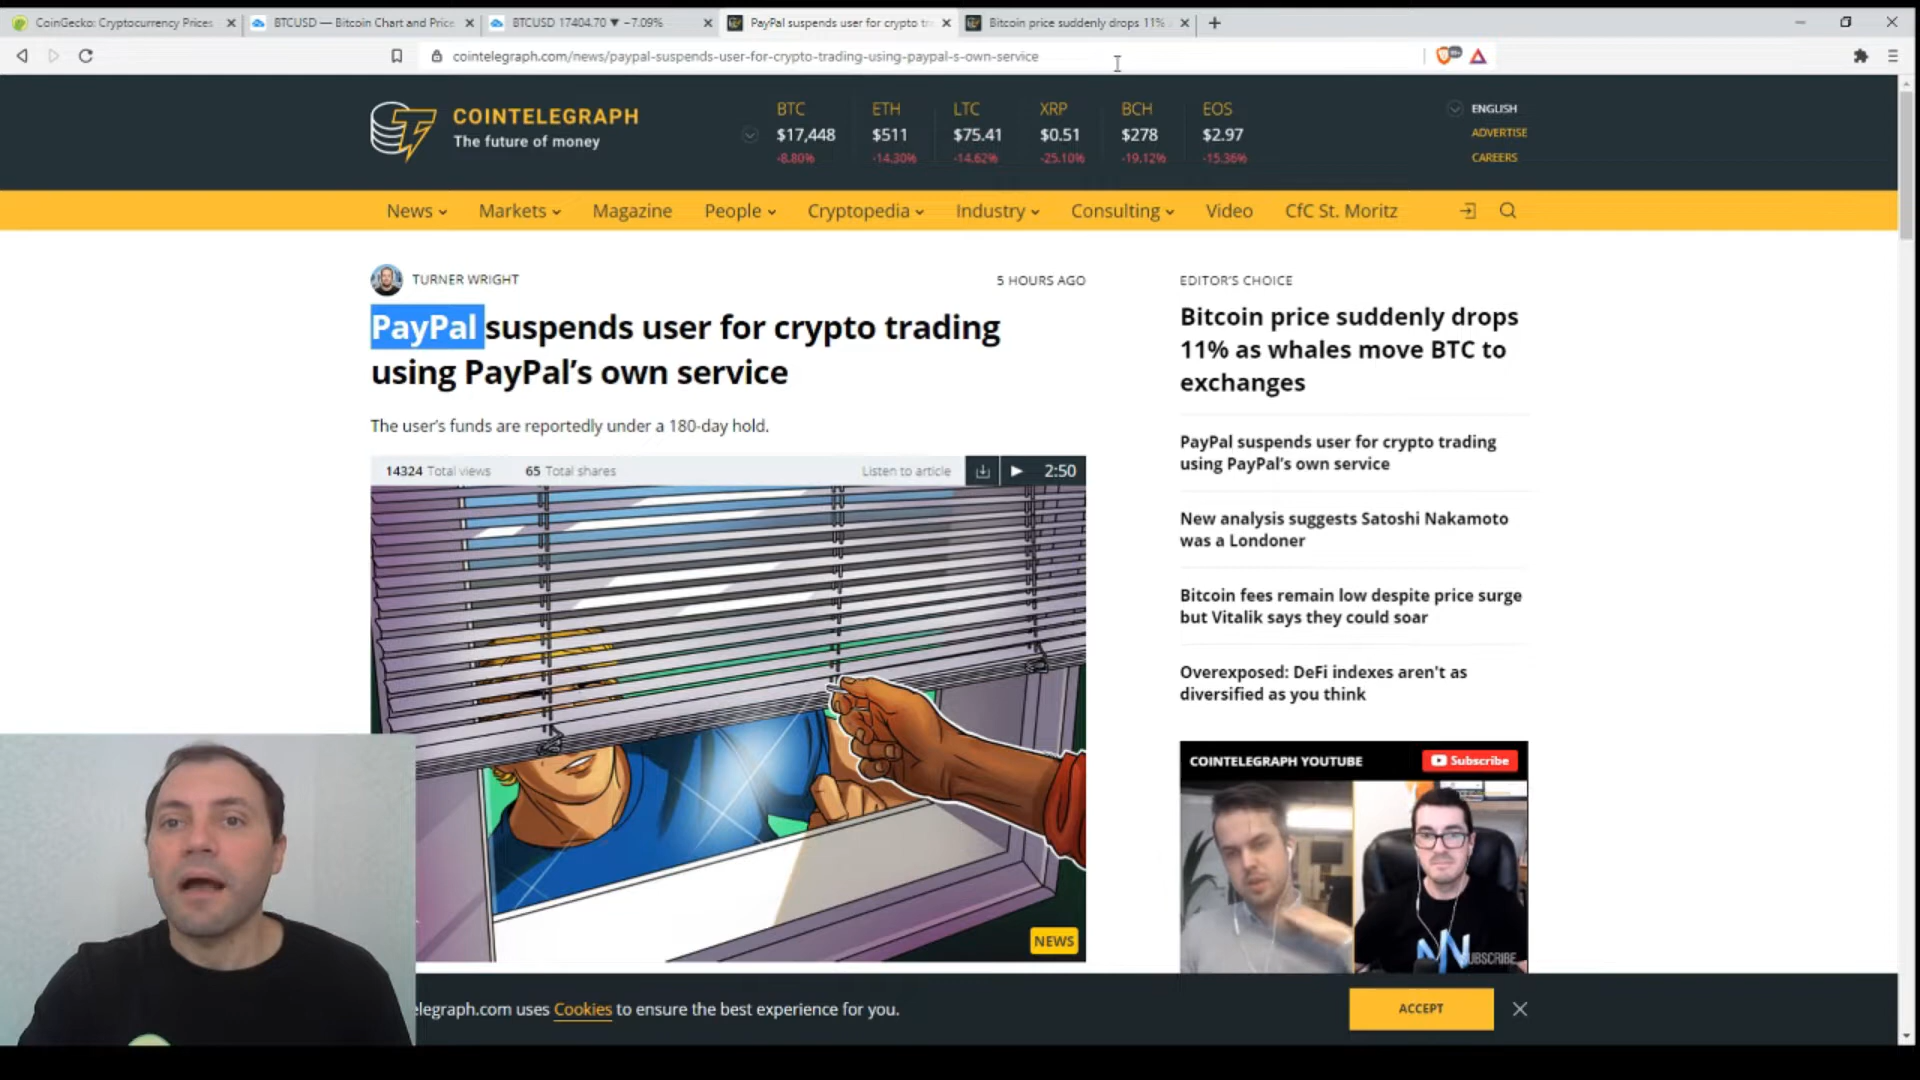 CoinGecko: Cryptocurrency Prices
BTCUSD — Bitcoin Chart and Price
BTCUSD 17404.70 ▼ −7.09%
PayPal suspends user for crypto tr
Bitcoin price suddenly drops 11%
cointelegraph.com/news/paypal-suspends-user-for-crypto-trading-using-paypal-s-own-service
COINTELEGRAPH
The future of money
BTC
$17,448
-8.80%
ETH
$511
-14.30%
LTC
$75.41
-14.62%
XRP
$0.51
-25.10%
BCH
$278
-19.12%
EOS
$2.97
-15.36%
ENGLISH
ADVERTISE
CAREERS
News Markets Magazine People Cryptopedia Industry Consulting Video CfC St. Moritz
TURNER WRIGHT
5 HOURS AGO
PayPal suspends user for crypto trading
using PayPal’s own service
The user’s funds are reportedly under a 180-day hold.
14324 Total views 65 Total shares Listen to article 2:50
NEWS
EDITOR’S CHOICE
Bitcoin price suddenly drops
11% as whales move BTC to
exchanges
PayPal suspends user for crypto trading
using PayPal’s own service
New analysis suggests Satoshi Nakamoto
was a Londoner
Bitcoin fees remain low despite price surge
but Vitalik says they could soar
Overexposed: DeFi indexes aren't as
diversified as you think
COINTELEGRAPH YOUTUBE
Subscribe
SUBSCRIBE
elegraph.com uses Cookies to ensure the best experience for you.
ACCEPT